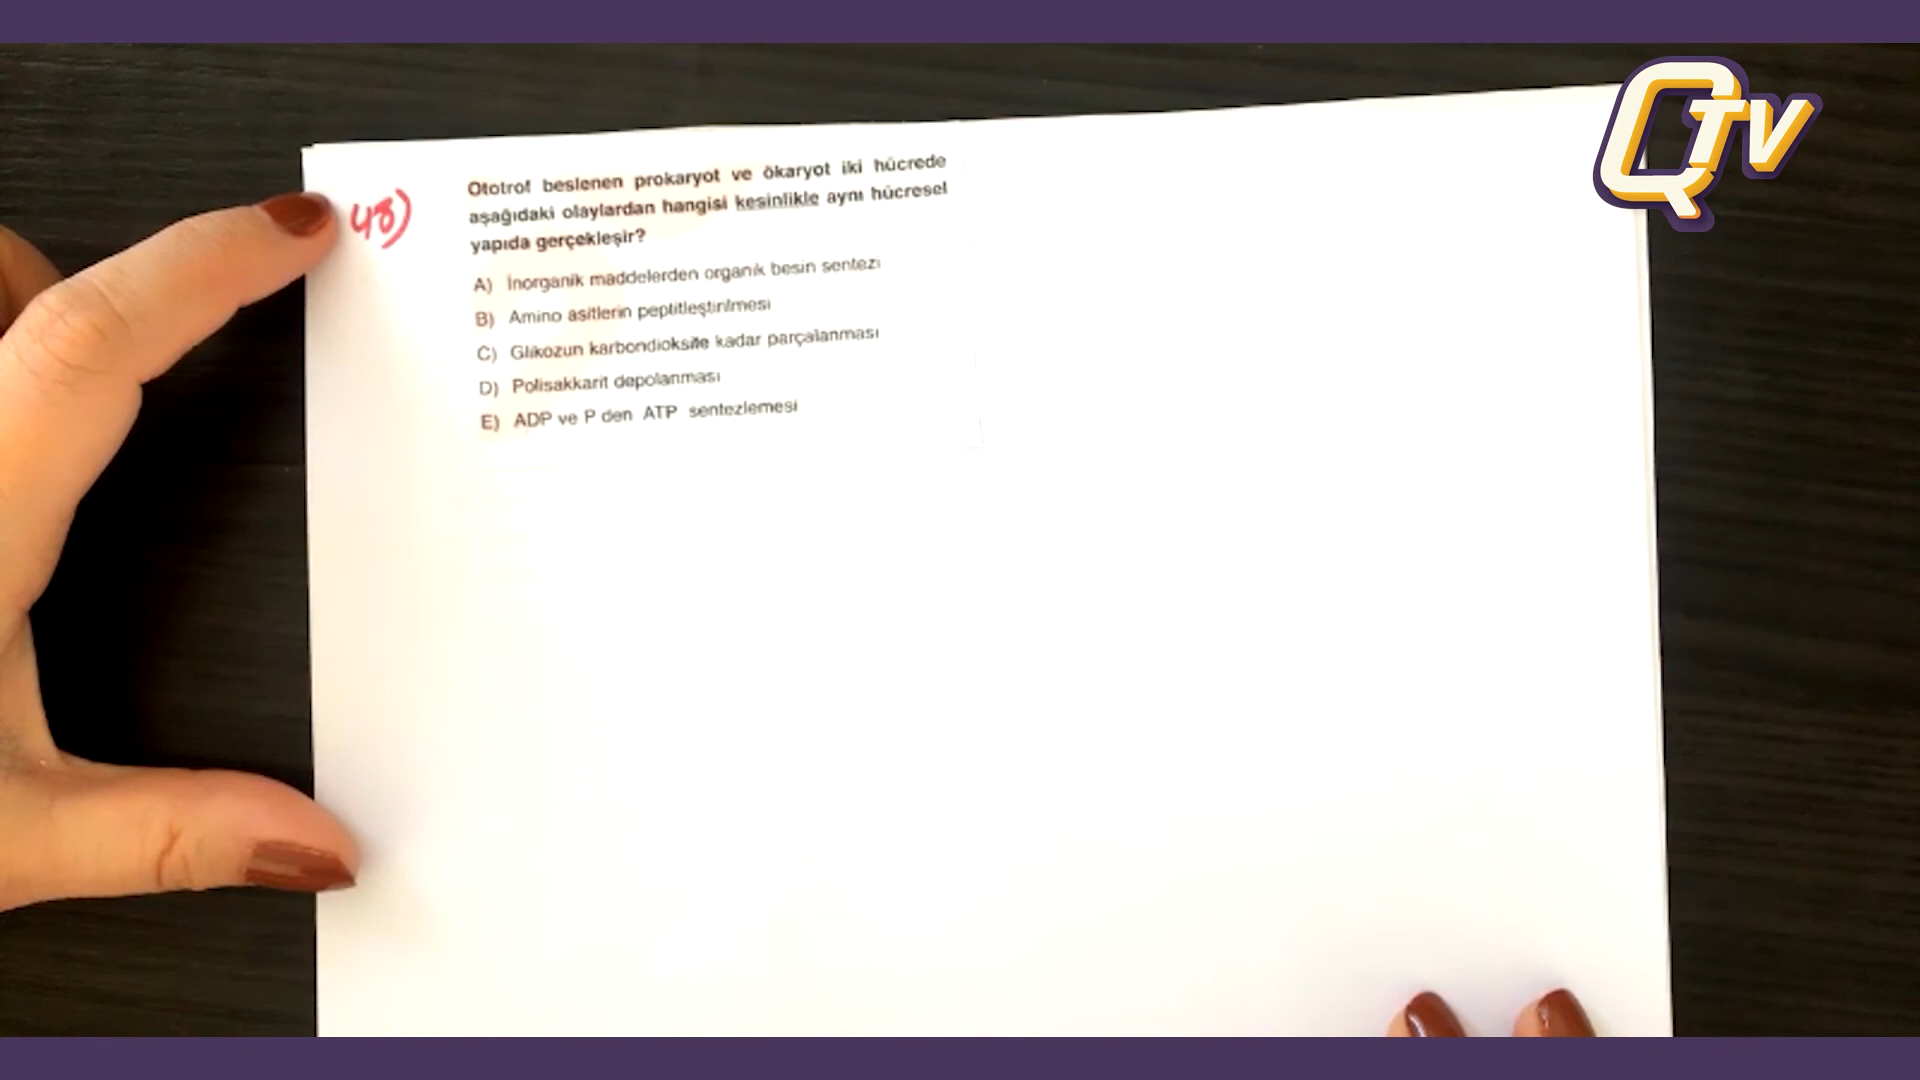 QTV
48)
Ototrof beslenen prokaryot ve ökaryot iki hücrede
aşağıdaki olaylardan hangisi kesinlikle aynı hücresel
yapıda gerçekleşir?
A) İnorganik maddelerden organik besin sentezi
B) Amino asitlerin peptitleştirilmesi
C) Glikozun karbondioksite kadar parçalanması
D) Polisakkarit depolanması
E) ADP ve P den ATP sentezlemesi